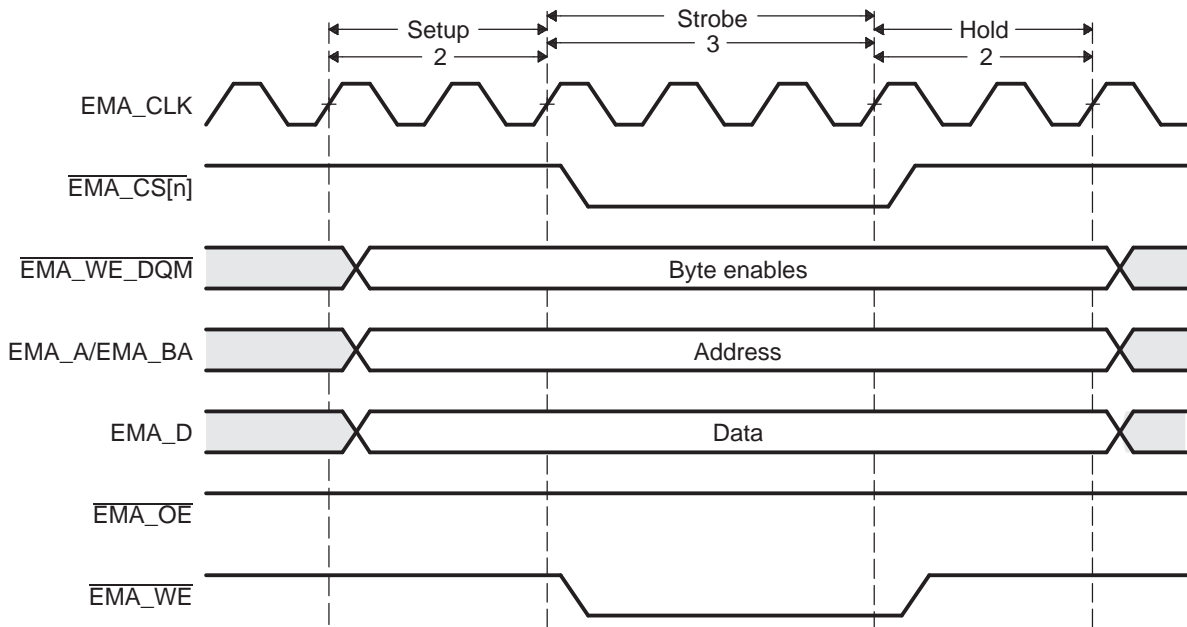 Setup
Strobe
Hold
2
3
2
EMA_CLK
EMA_CS[n]
EMA_WE_DQM
Byte enables
EMA_A/EMA_BA
Address
EMA_D
Data
EMA_OE
EMA_WE